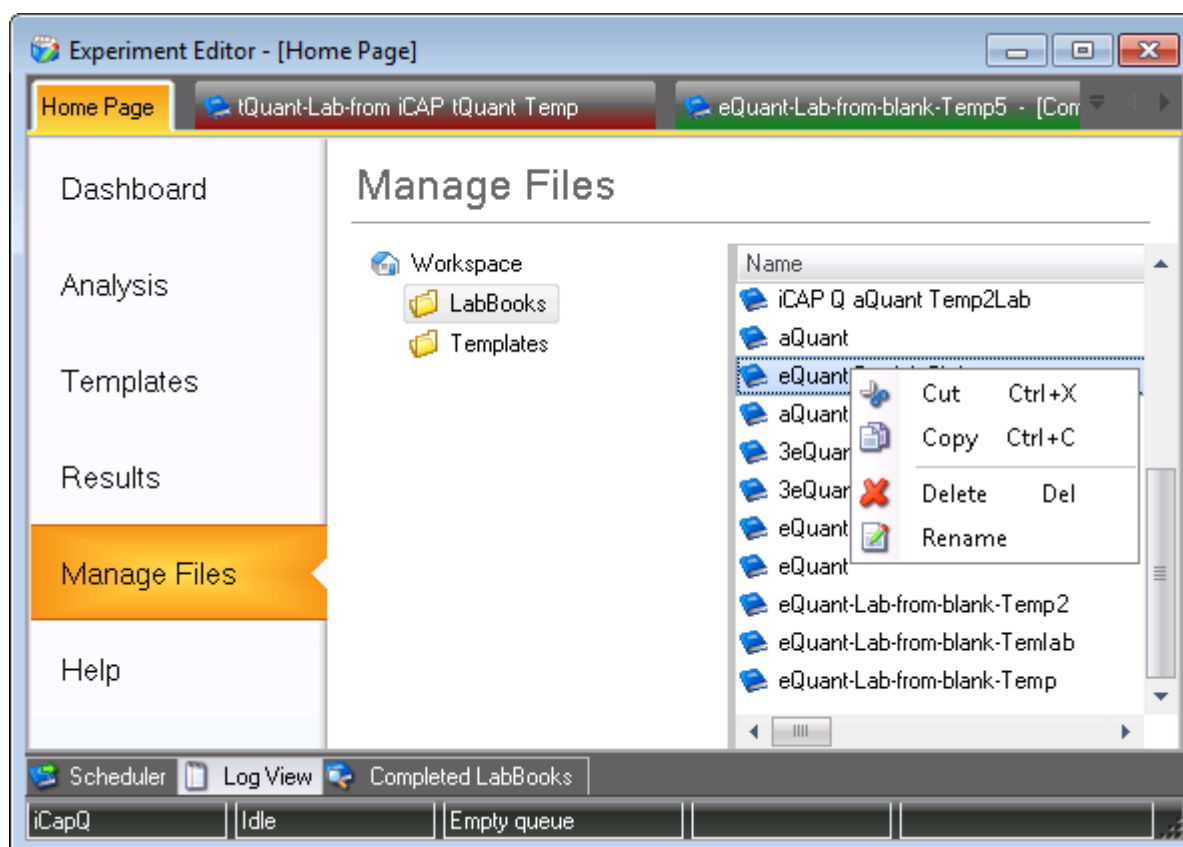 Experiment Editor - [Home Page]
Home Page tQuant-Lab-from iCAP tQuant Temp eQuant-Lab-from-blank-Temp5 - [Com
Dashboard
Analysis
Templates
Results
Manage Files
Help
Manage Files
Workspace
LabBooks
Templates
Name
iCAP Q aQuant Temp2Lab
aQuant
eQuant
aQuant
3eQuan
3eQuan
eQuant
eQuant
eQuant-Lab-from-blank-Temp2
eQuant-Lab-from-blank-Temlab
eQuant-Lab-from-blank-Temp
Cut Ctrl+X
Copy Ctrl+C
Delete Del
Rename
Scheduler Log View Completed LabBooks
iCapQ Idle Empty queue